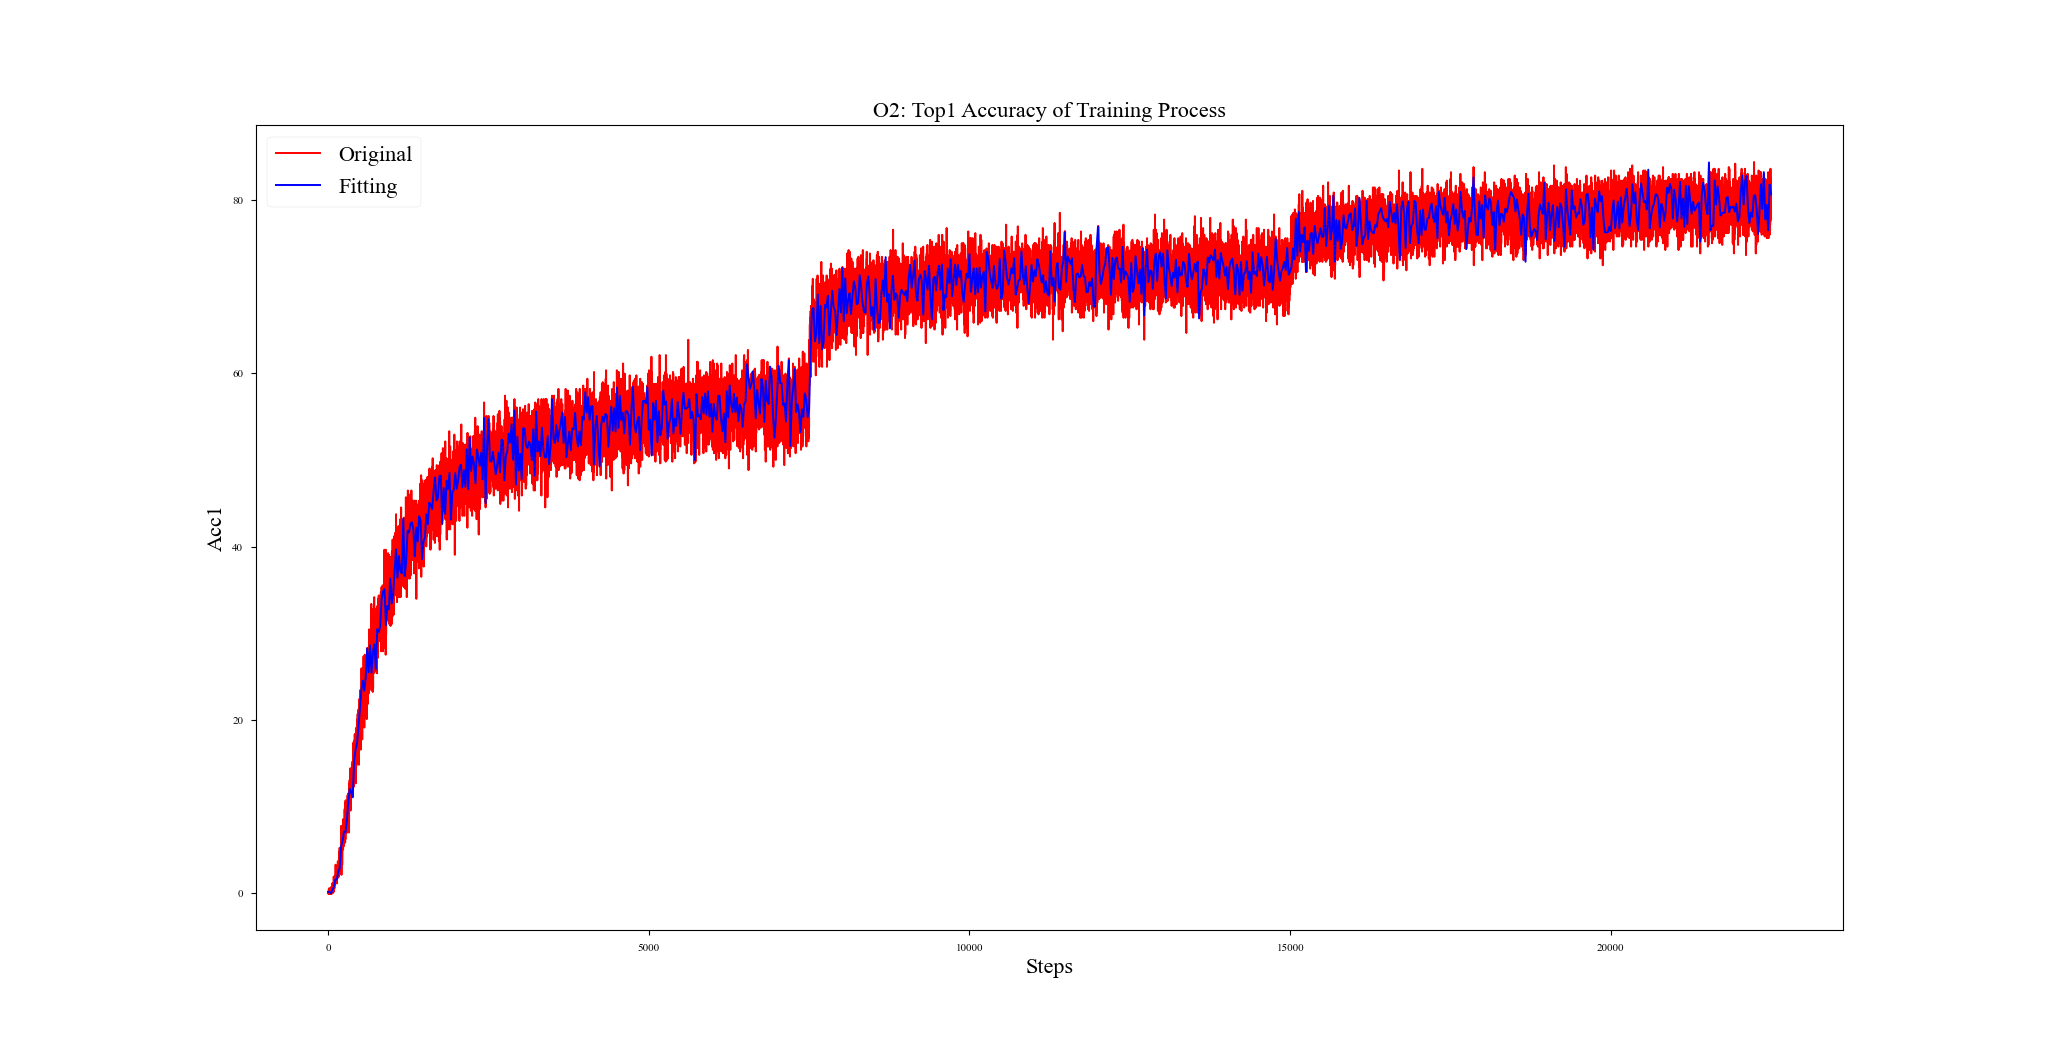 O2: Top1 Accuracy of Training Process
Original
Fitting
80
60
40
20
0
Acc1
0 5000 10000 15000 20000
Steps